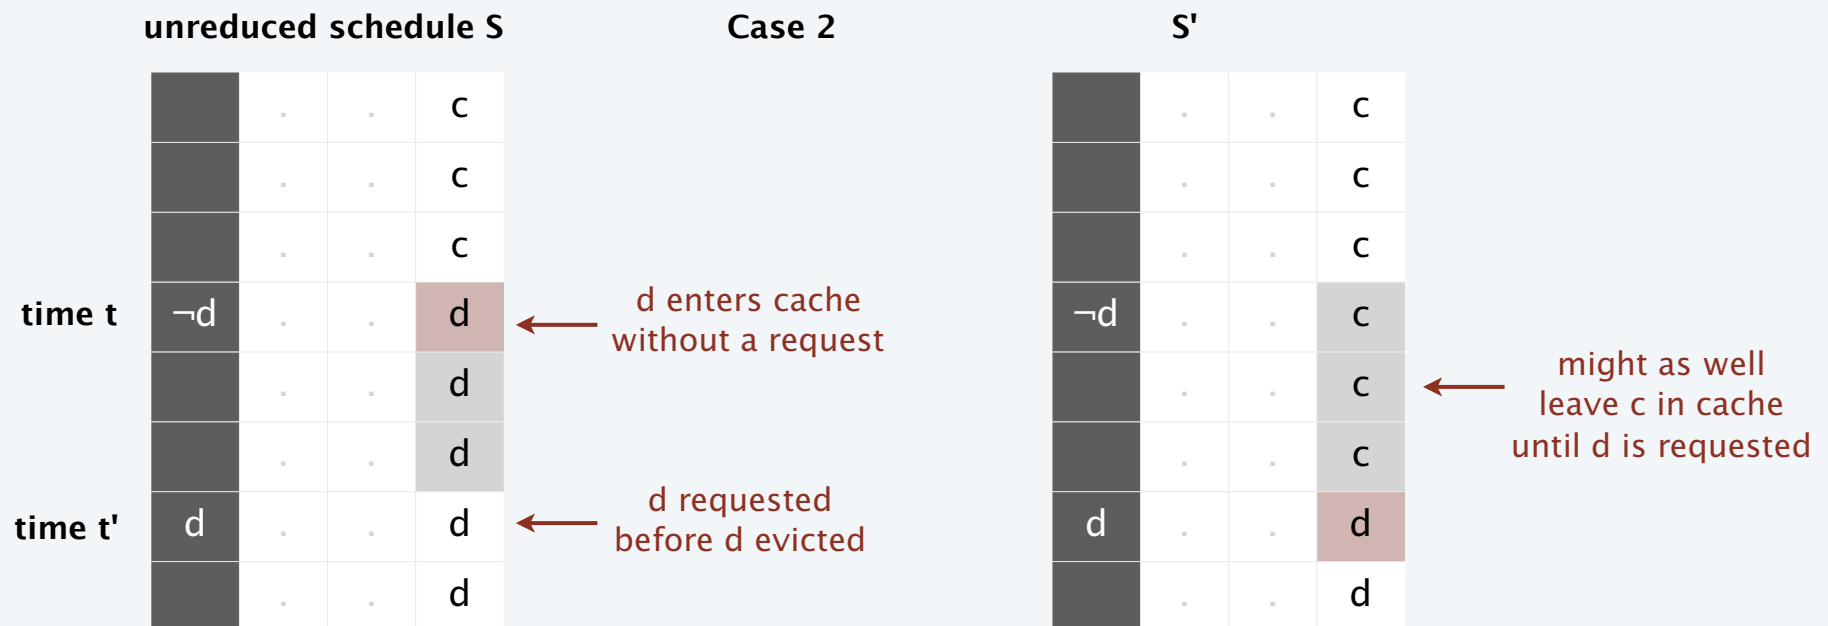 unreduced schedule S Case 2 S'
. . c . . c
. . c . . c
. . c . . c
time t ¬d . . d d enters cache without a request ¬d . . c
. . d . . c might as well leave c in cache until d is requested
. . d . . c
time t' d . . d d requested before d evicted d . . d
. . d . . d